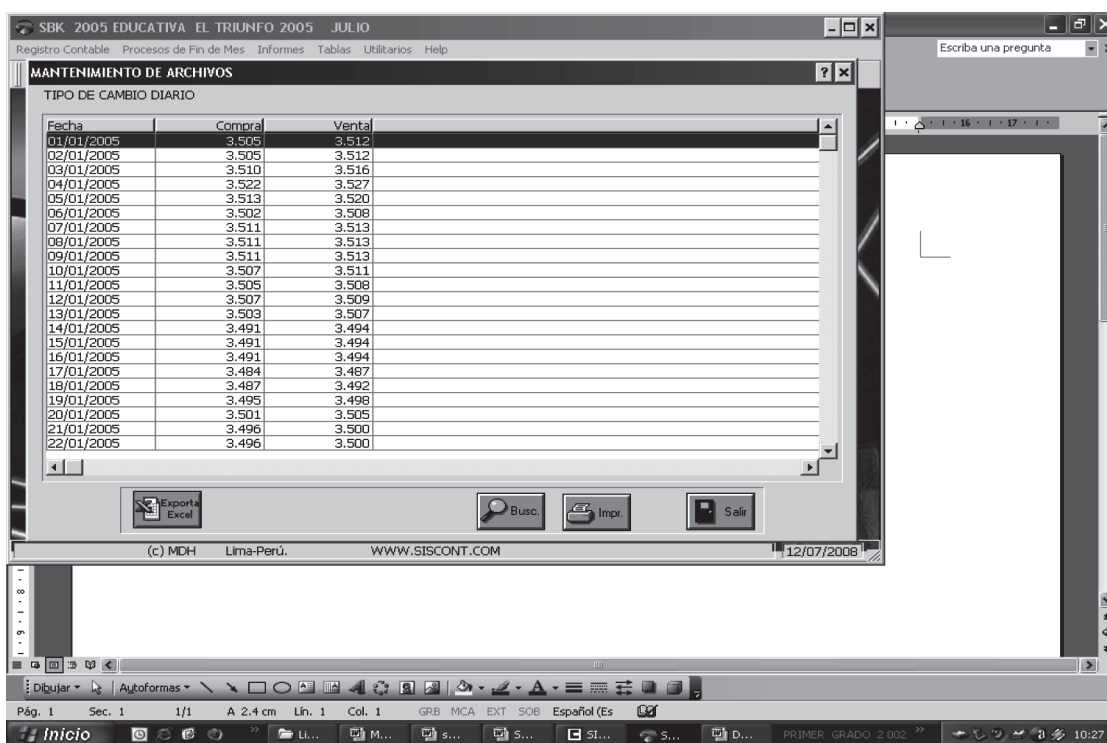 SBK 2005 EDUCATIVA EL TRIUNFO 2005 JULIO
Registro Contable Procesos de Fin de Mes Informes Tablas Utilitarios Help
Escriba una pregunta
MANTENIMIENTO DE ARCHIVOS
TIPO DE CAMBIO DIARIO
Fecha Compra Venta
01/01/2005 3.505 3.512
02/01/2005 3.505 3.512
03/01/2005 3.510 3.516
04/01/2005 3.522 3.527
05/01/2005 3.513 3.520
06/01/2005 3.502 3.508
07/01/2005 3.511 3.513
08/01/2005 3.511 3.513
09/01/2005 3.511 3.513
10/01/2005 3.507 3.511
11/01/2005 3.505 3.508
12/01/2005 3.507 3.509
13/01/2005 3.503 3.507
14/01/2005 3.491 3.494
15/01/2005 3.491 3.494
16/01/2005 3.491 3.494
17/01/2005 3.484 3.487
18/01/2005 3.487 3.492
19/01/2005 3.495 3.498
20/01/2005 3.501 3.505
21/01/2005 3.496 3.500
22/01/2005 3.496 3.500
16 17
Exporta Excel
Busc.
Impr.
Salir
(c) MDH Lima-Perú. WWW.SISCONT.COM 12/07/2008
8
9
Dibujar Autoformas
Pág. 1 Sec. 1 1/1 A 2.4 cm Lín. 1 Col. 1 GRB MCA EXT SOB Español (Es
Inicio Li... M... s... S... SI... S... D... PRIMER GRADO 2 002 10:27